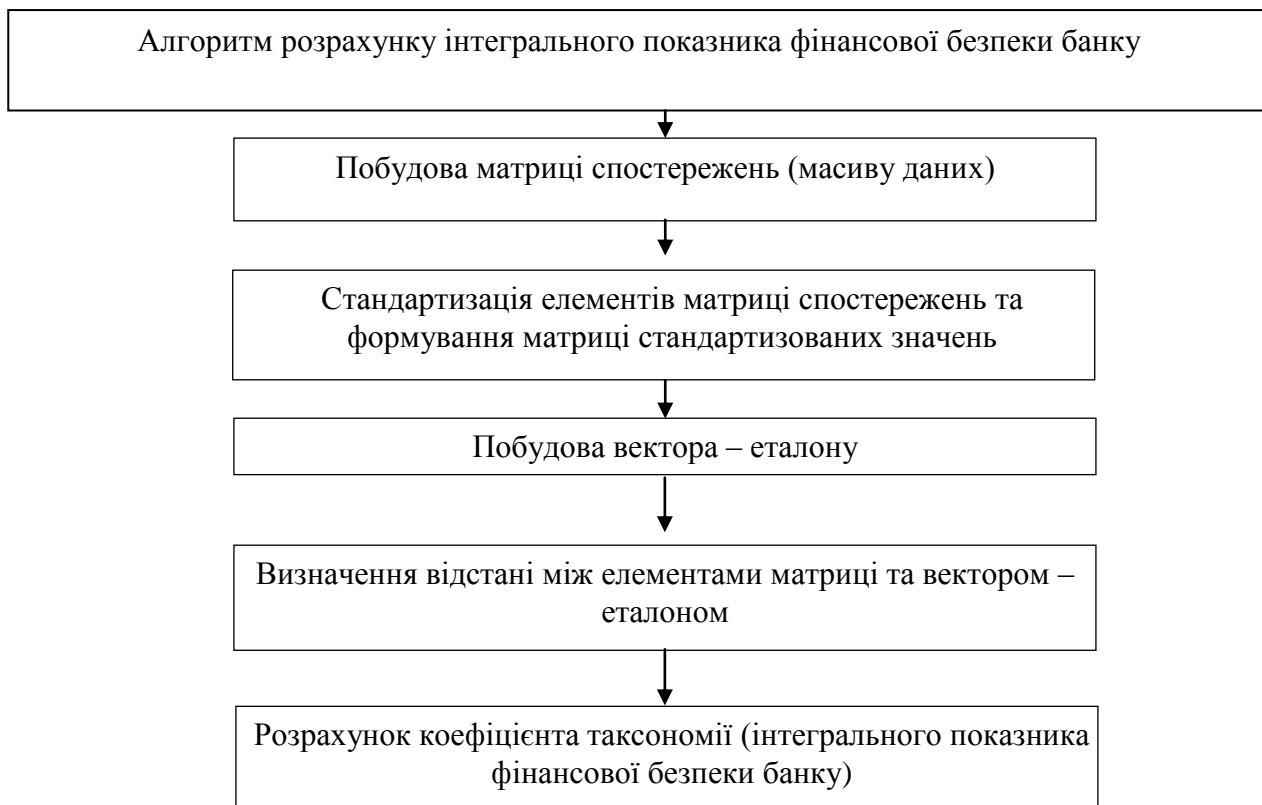 Алгоритм розрахунку інтегрального показника фінансової безпеки банку
Побудова матриці спостережень (масиву даних)
Стандартизація елементів матриці спостережень та
формування матриці стандартизованих значень
Побудова вектора – еталону
Визначення відстані між елементами матриці та вектором –
еталоном
Розрахунок коефіцієнта таксономії (інтегрального показника
фінансової безпеки банку)